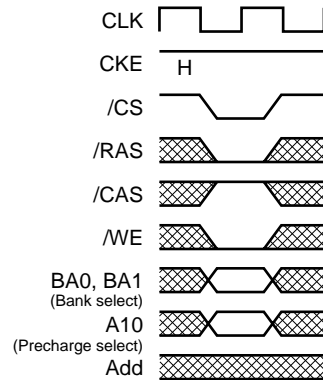 CLK
CKE
H
/CS
/RAS
/CAS
/WE
BA0, BA1
(Bank select)
A10
(Precharge select)
Add